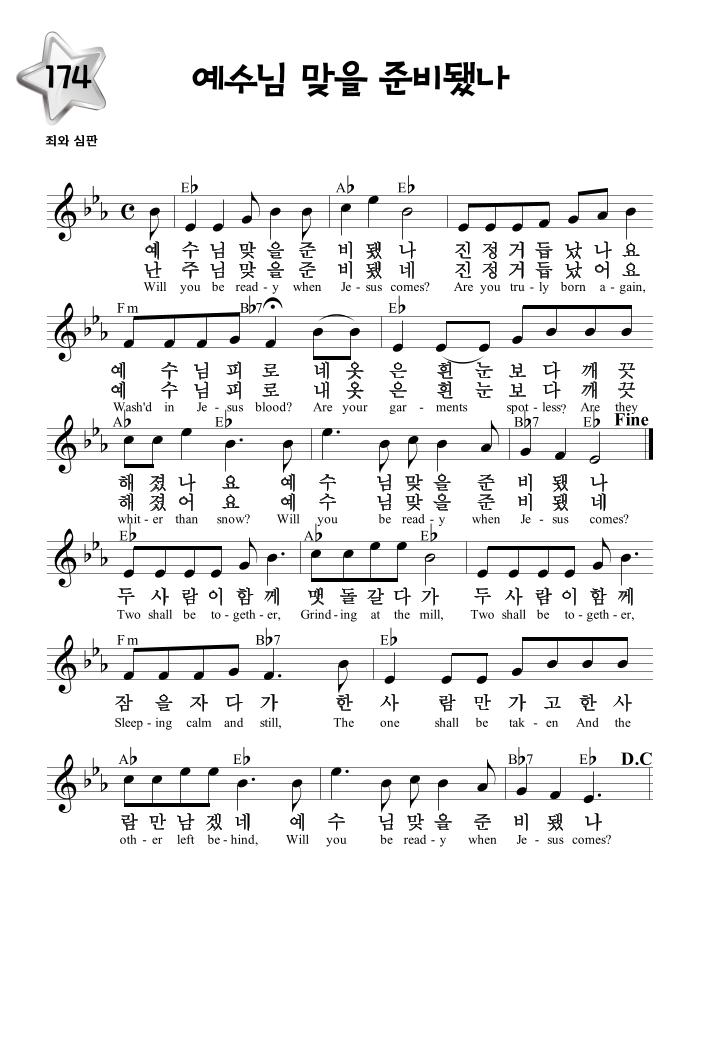 174
예수님 맞을 준비됐나
죄와 심판
E♭ A♭ E♭
예 수 님 맞 을 준 비 됐 나 진 정 거 듭 났 나 요
난 주 님 맞 을 준 비 됐 네 진 정 거 듭 났 어 요
Will you be read-y when Je-sus comes? Are you tru-ly born a-gain,
Fm B♭7 E♭
예 수 님 피 로 네 옷 은 흰 눈 보 다 깨 끗
예 수 님 피 로 내 옷 은 흰 눈 보 다 깨 끗
Wash'd in Je-sus blood? Are your gar-ments spot-less? Are they
A♭ E♭ B♭7 E♭ Fine
해 졌 나 요 예 수 님 맞 을 준 비 됐 나
해 졌 어 요 예 수 님 맞 을 준 비 됐 네
whit-er than snow? Will you be read-y when Je-sus comes?
E♭ A♭ E♭
두 사 람 이 함 께 맷 돌 갈 다 가 두 사 람 이 함 께
Two shall be to-geth-er, Grind-ing at the mill, Two shall be to-geth-er,
Fm B♭7 E♭
잠 을 자 다 가 한 사 람 만 가 고 한 사
Sleep-ing calm and still, The one shall be tak-en And the
A♭ E♭ B♭7 E♭ D.C
람 만 남 겠 네 예 수 님 맞 을 준 비 됐 나
oth-er left be-hind, Will you be read-y when Je-sus comes?